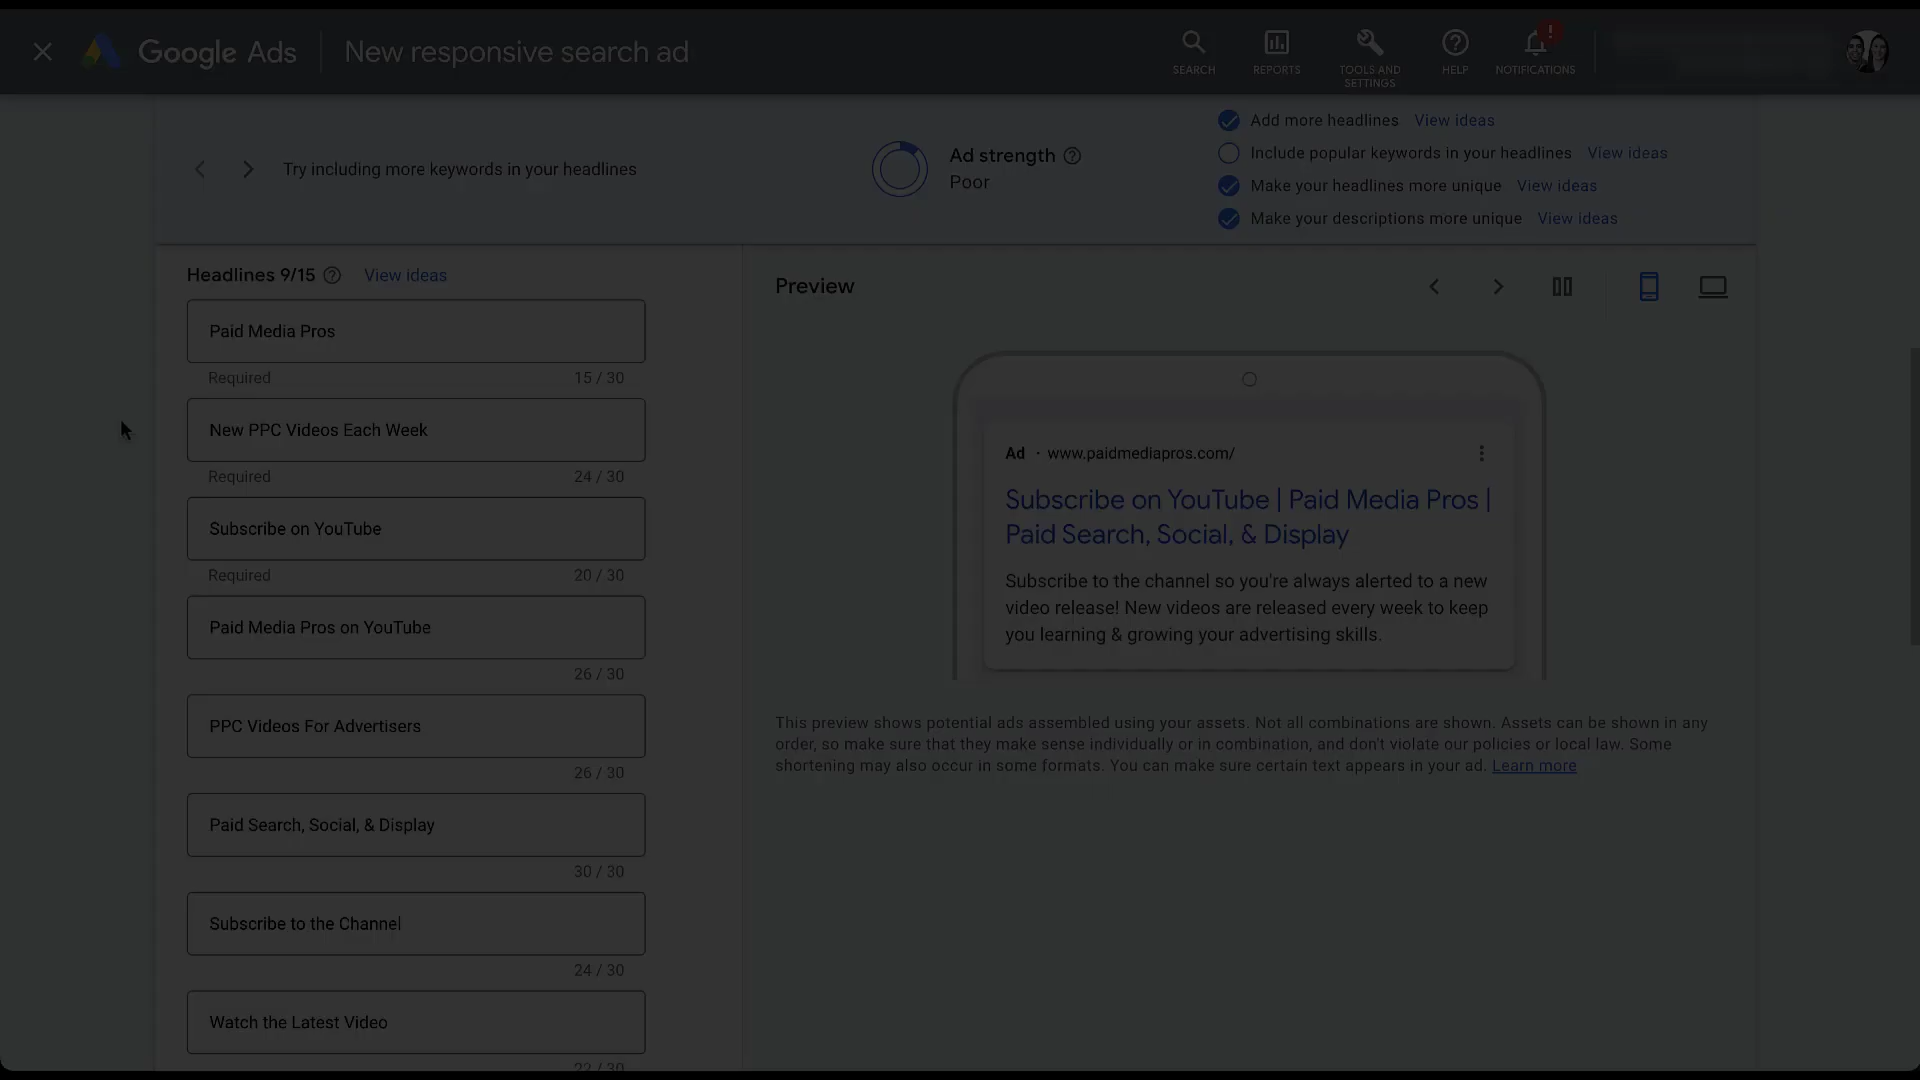 Google Ads
New responsive search ad
SEARCH
REPORTS
TOOLS AND
SETTINGS
HELP
!
NOTIFICATIONS
Try including more keywords in your headlines
Ad strength ?
Poor
Add more headlines View ideas
Include popular keywords in your headlines View ideas
Make your headlines more unique View ideas
Make your descriptions more unique View ideas
Headlines 9/15 ? View ideas
Paid Media Pros
Required 15 / 30
New PPC Videos Each Week
Required 24 / 30
Subscribe on YouTube
Required 20 / 30
Paid Media Pros on YouTube
26 / 30
PPC Videos For Advertisers
26 / 30
Paid Search, Social, & Display
30 / 30
Subscribe to the Channel
24 / 30
Watch the Latest Video
22 / 30
Preview
Ad · www.paidmediapros.com/
Subscribe on YouTube | Paid Media Pros |
Paid Search, Social, & Display
Subscribe to the channel so you're always alerted to a new
video release! New videos are released every week to keep
you learning & growing your advertising skills.
This preview shows potential ads assembled using your assets. Not all combinations are shown. Assets can be shown in any
order, so make sure that they make sense individually or in combination, and don't violate our policies or local law. Some
shortening may also occur in some formats. You can make sure certain text appears in your ad. Learn more